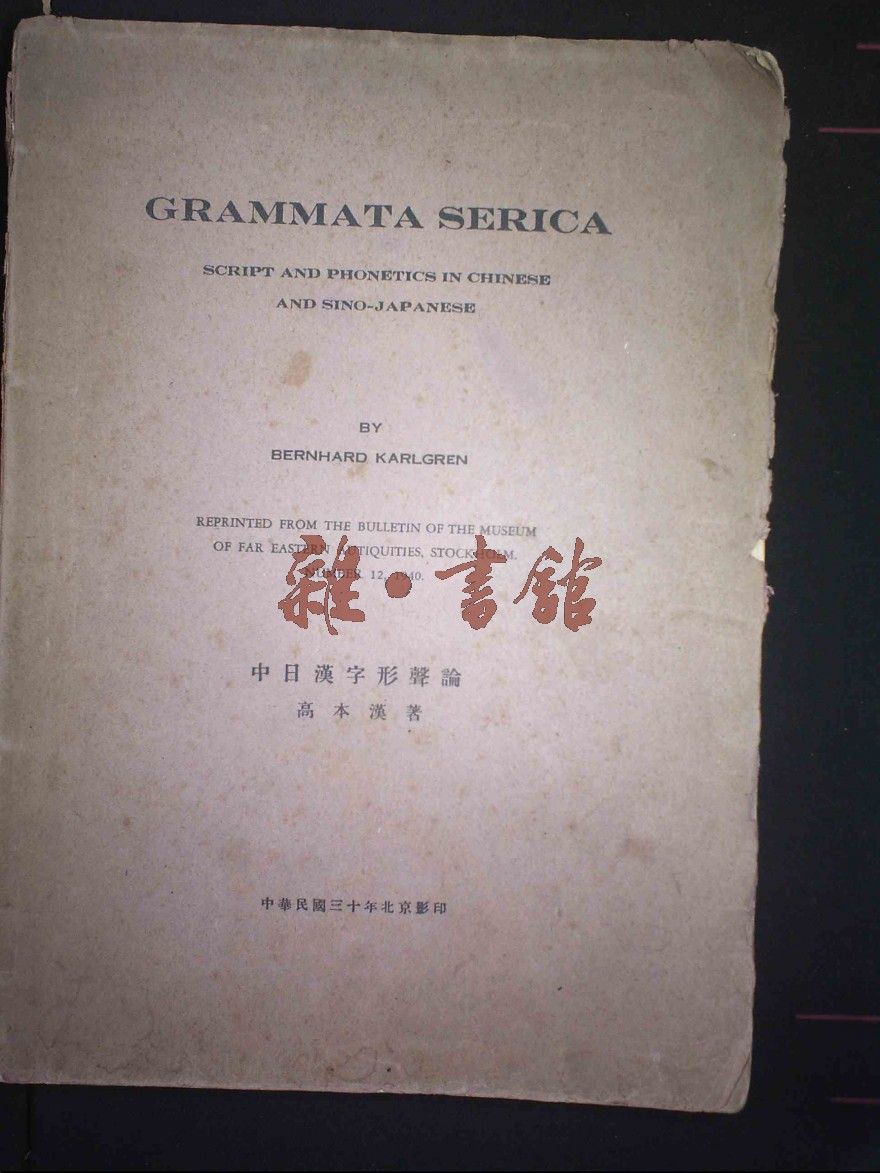 GRAMMATA SERICA
SCRIPT AND PHONETICS IN CHINESE
AND SINO-JAPANESE
BY
BERNHARD KARLGREN
REPRINTED FROM THE BULLETIN OF THE MUSEUM
OF FAR EASTERN ANTIQUITIES, STOCKHOLM.
NUMBER 12, 1940.
雜·書館
中日漢字形聲論
高本漢著
中華民國三十年北京影印